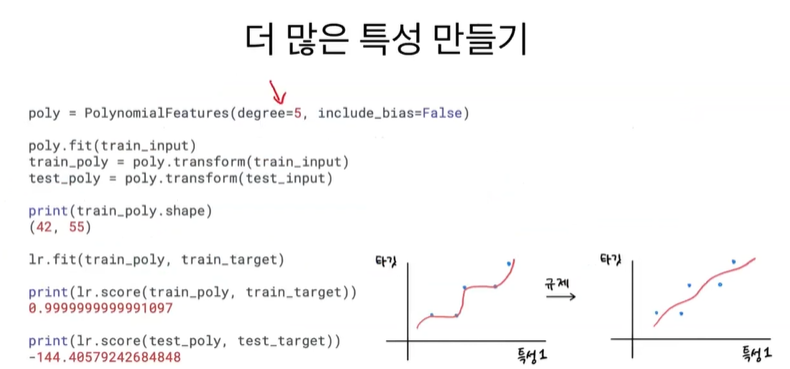 더 많은 특성 만들기
poly = PolynomialFeatures(degree=5, include_bias=False)
poly.fit(train_input)
train_poly = poly.transform(train_input)
test_poly = poly.transform(test_input)
print(train_poly.shape)
(42, 55)
lr.fit(train_poly, train_target)
print(lr.score(train_poly, train_target))
0.9999999999991097
print(lr.score(test_poly, test_target))
-144.40579242684848
타깃
특성1
규제
타깃
특성1